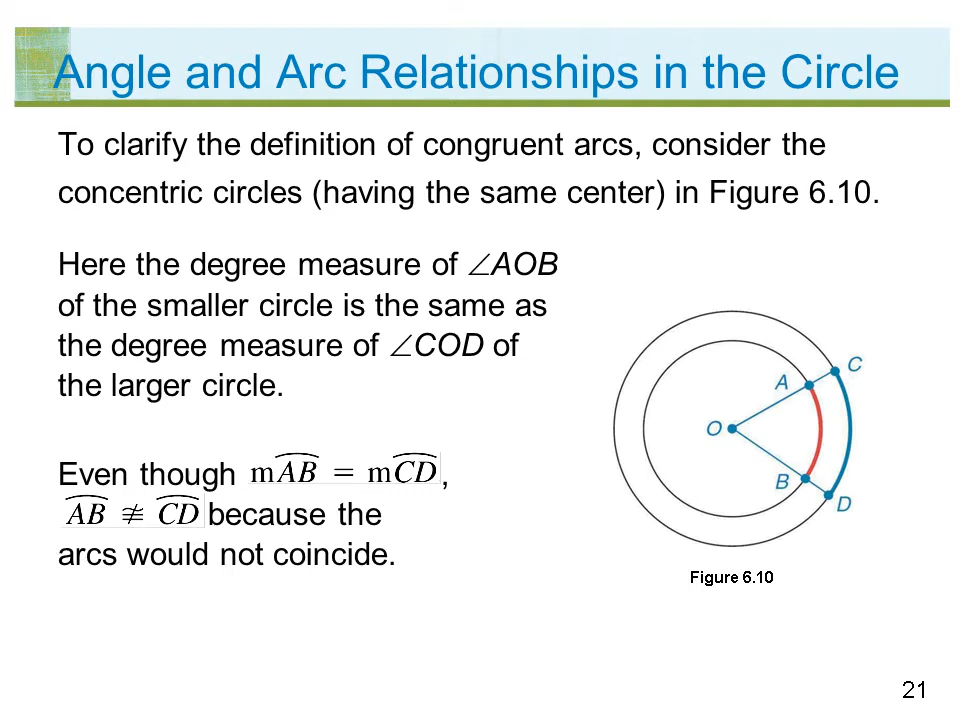 Angle and Arc Relationships in the Circle
To clarify the definition of congruent arcs, consider the
concentric circles (having the same center) in Figure 6.10.
Here the degree measure of ∠AOB
of the smaller circle is the same as
the degree measure of ∠COD of
the larger circle.
Even though m⌒AB = m⌒CD,
⌒AB ≇ ⌒CD because the
arcs would not coincide.
C
A
O
B
D
Figure 6.10
21